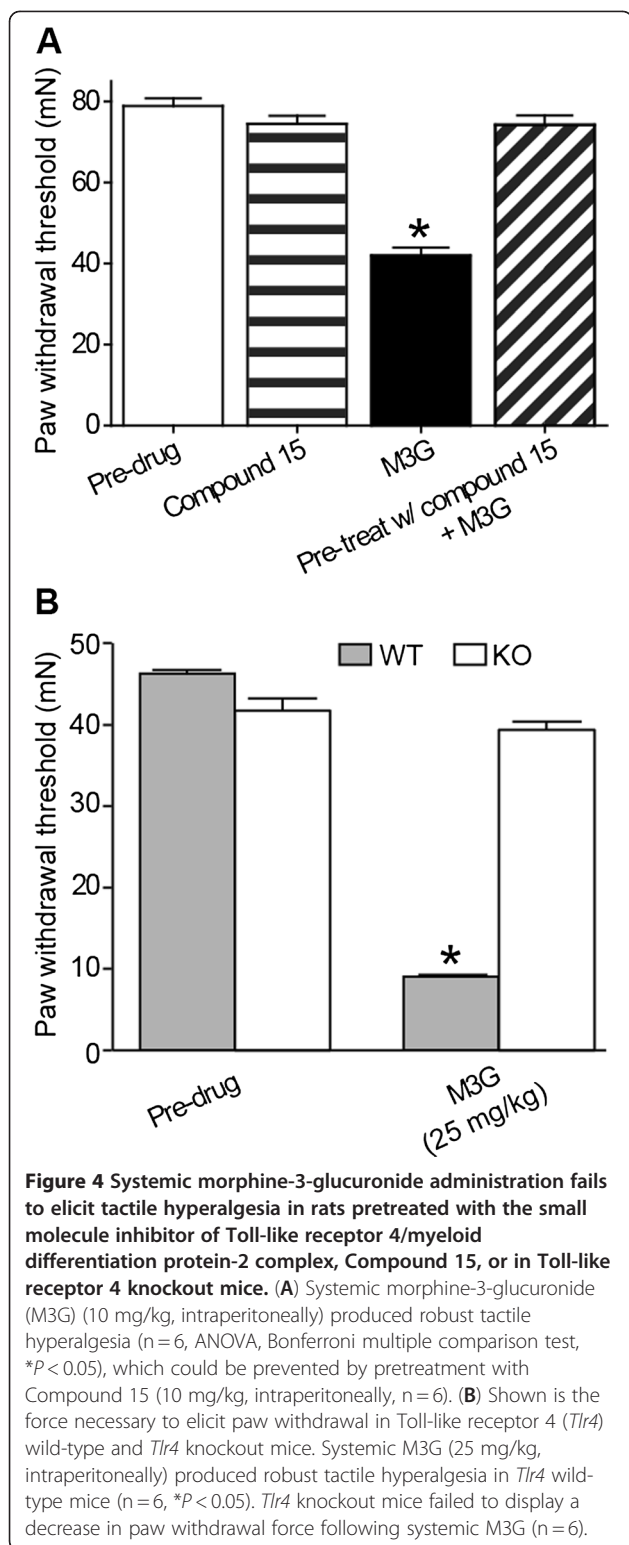 A
Paw withdrawal threshold (mN)
80
60
40
20
0
*
Pre-drug
Compound 15
M3G
Pre-treat w/ compound 15
+ M3G
B
Paw withdrawal threshold (mN)
50
40
30
20
10
0
WT
KO
*
Pre-drug
M3G
(25 mg/kg)
Figure 4 Systemic morphine-3-glucuronide administration fails
to elicit tactile hyperalgesia in rats pretreated with the small
molecule inhibitor of Toll-like receptor 4/myeloid
differentiation protein-2 complex, Compound 15, or in Toll-like
receptor 4 knockout mice. (A) Systemic morphine-3-glucuronide
(M3G) (10 mg/kg, intraperitoneally) produced robust tactile
hyperalgesia (n = 6, ANOVA, Bonferroni multiple comparison test,
*P < 0.05), which could be prevented by pretreatment with
Compound 15 (10 mg/kg, intraperitoneally, n = 6). (B) Shown is the
force necessary to elicit paw withdrawal in Toll-like receptor 4 (Tlr4)
wild-type and Tlr4 knockout mice. Systemic M3G (25 mg/kg,
intraperitoneally) produced robust tactile hyperalgesia in Tlr4 wild-
type mice (n = 6, *P < 0.05). Tlr4 knockout mice failed to display a
decrease in paw withdrawal force following systemic M3G (n = 6).